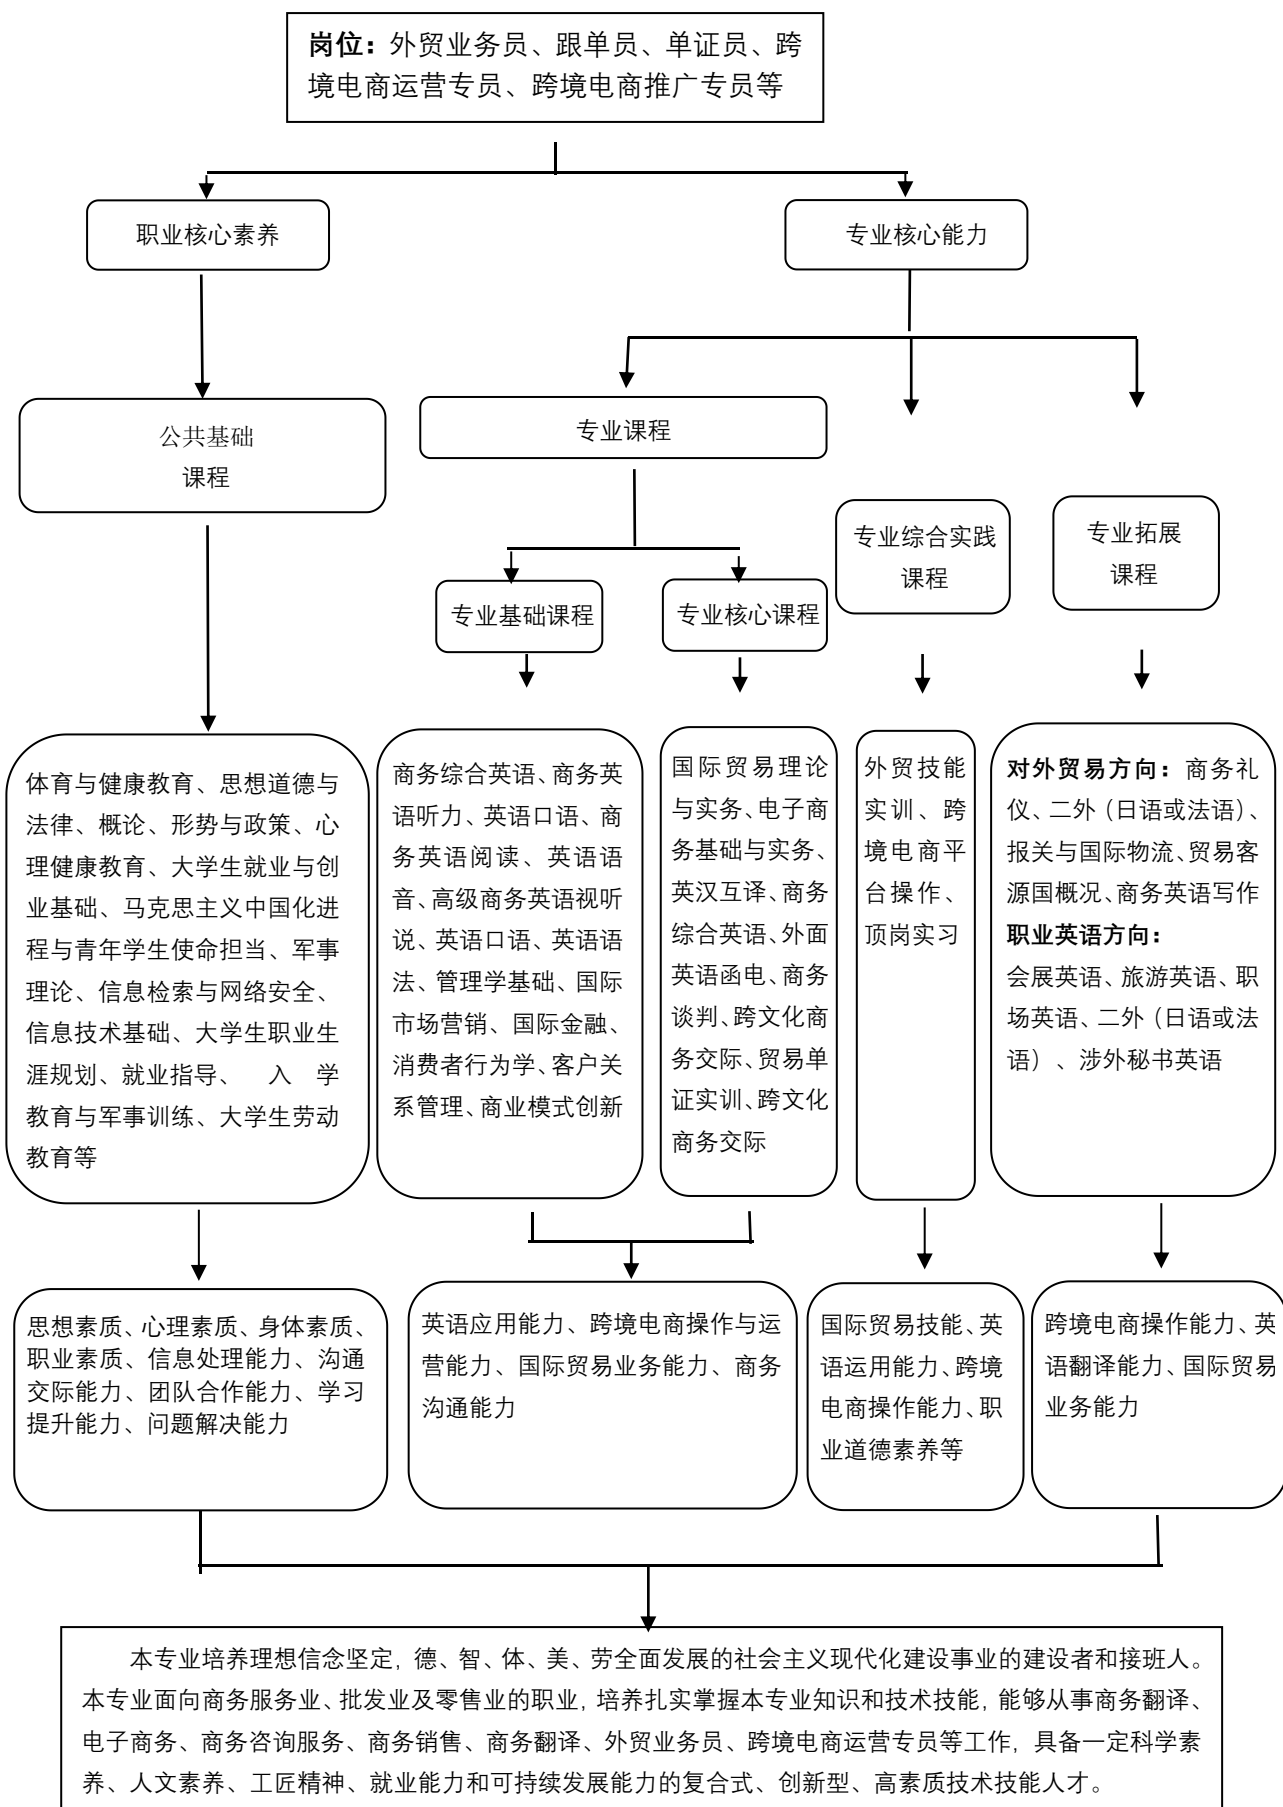 岗位：外贸业务员、跟单员、单证员、跨
境电商运营专员、跨境电商推广专员等
职业核心素养
专业核心能力
公共基础
课程
专业课程
专业综合实践
课程
专业拓展
课程
专业基础课程
专业核心课程
体育与健康教育、思想道德与
法律、概论、形势与政策、心
理健康教育、大学生就业与创
业基础、马克思主义中国化进
程与青年学生使命担当、军事
理论、信息检索与网络安全、
信息技术基础、大学生职业生
涯规划、就业指导、 入 学
教育与军事训练、大学生劳动
教育等
商务综合英语、商务英
语听力、英语口语、商
务英语阅读、英语语
音、高级商务英语视听
说、英语口语、英语语
法、管理学基础、国际
市场营销、国际金融、
消费者行为学、客户关
系管理、商业模式创新
国际贸易理论
与实务、电子商
务基础与实务、
英汉互译、商务
综合英语、外面
英语函电、商务
谈判、跨文化商
务交际、贸易单
证实训、跨文化
商务交际
外贸技能
实训、跨
境电商平
台操作、
顶岗实习
对外贸易方向：商务礼
仪、二外（日语或法语）、
报关与国际物流、贸易客
源国概况、商务英语写作
职业英语方向：
会展英语、旅游英语、职
场英语、二外（日语或法
语）、涉外秘书英语
思想素质、心理素质、身体素质、
职业素质、信息处理能力、沟通
交际能力、团队合作能力、学习
提升能力、问题解决能力
英语应用能力、跨境电商操作与运
营能力、国际贸易业务能力、商务
沟通能力
国际贸易技能、英
语运用能力、跨境
电商操作能力、职
业道德素养等
跨境电商操作能力、英
语翻译能力、国际贸易
业务能力
本专业培养理想信念坚定，德、智、体、美、劳全面发展的社会主义现代化建设事业的建设者和接班人。
本专业面向商务服务业、批发业及零售业的职业，培养扎实掌握本专业知识和技术技能，能够从事商务翻译、
电子商务、商务咨询服务、商务销售、商务翻译、外贸业务员、跨境电商运营专员等工作，具备一定科学素
养、人文素养、工匠精神、就业能力和可持续发展能力的复合式、创新型、高素质技术技能人才。